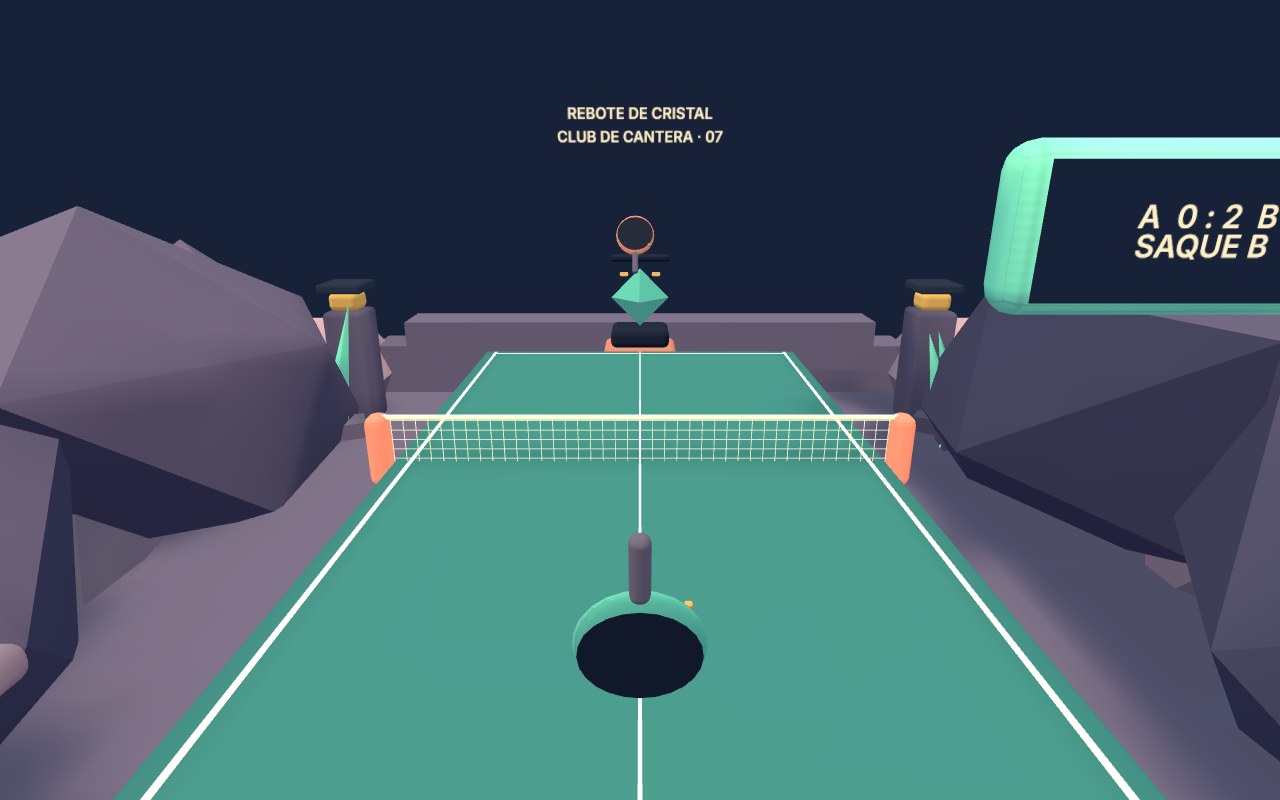 REBOTE DE CRISTAL
CLUB DE CANTERA · 07
A 0:2 B
SAQUE B